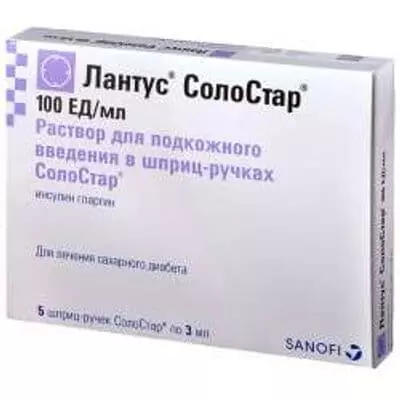 Лантус® СолоСтар®
100 ЕД/мл
Раствор для подкожного
введения в шприц-ручках
СолоСтар®
инсулин гларгин
Для лечения сахарного диабета
5 шприц-ручек СолоСтар® по 3 мл
SANOFI